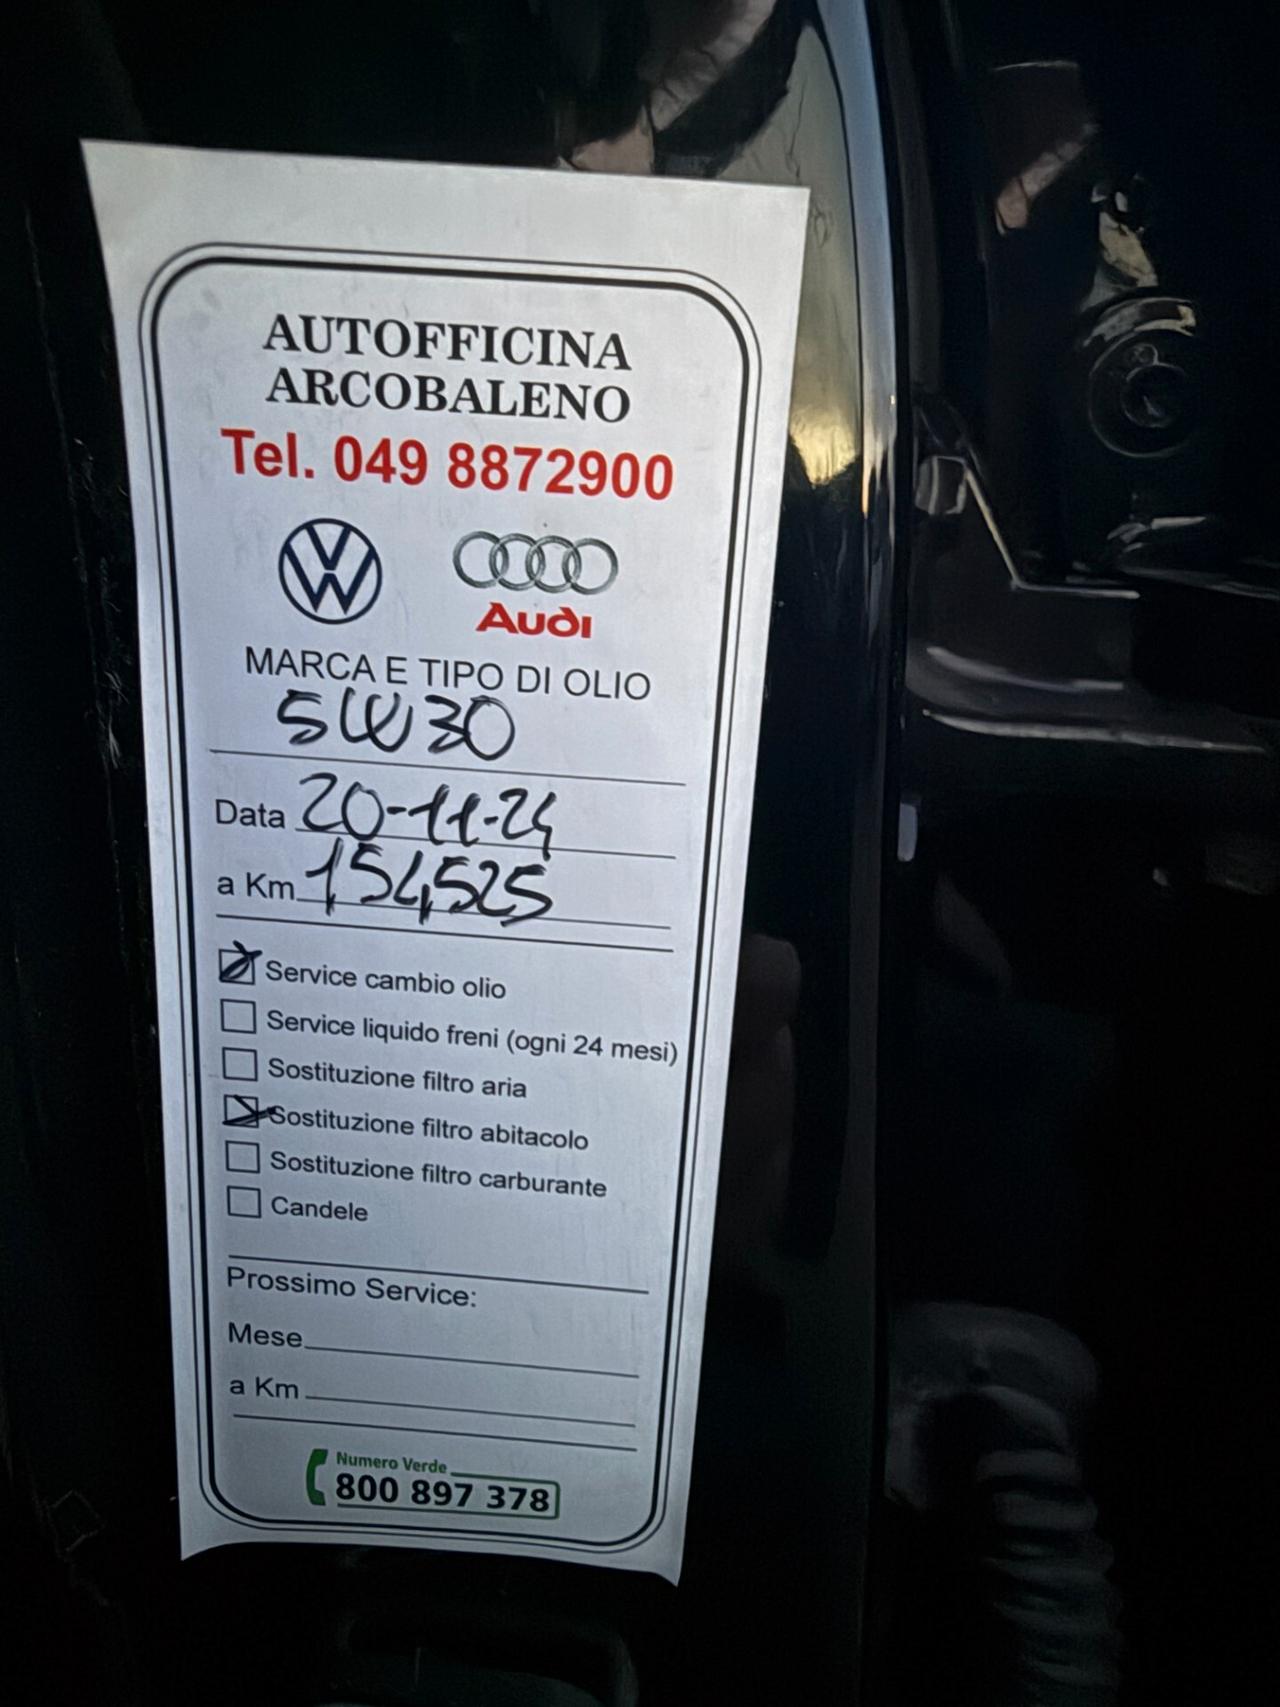 AUTOFFICINA
ARCOBALENO
Tel. 049 8872900
VW
Audi
MARCA E TIPO DI OLIO
5W30
Data 20-11-24
a Km 154525
Service cambio olio
Service liquido freni (ogni 24 mesi)
Sostituzione filtro aria
Sostituzione filtro abitacolo
Sostituzione filtro carburante
Candele
Prossimo Service:
Mese
a Km
Numero Verde
800 897 378